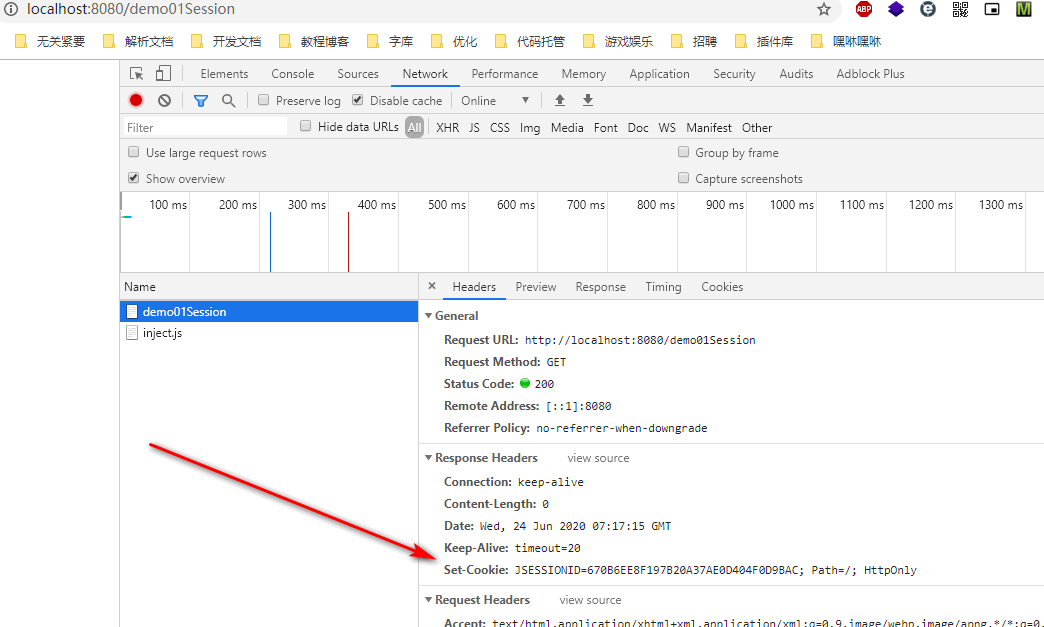 localhost:8080/demo01Session
ABP
M
无关紧要 解析文档 开发文档 教程博客 字库 优化 代码托管 游戏娱乐 招聘 插件库 嘿咻嘿咻
Elements Console Sources Network Performance Memory Application Security Audits Adblock Plus
Preserve log Disable cache Online
Filter Hide data URLs All XHR JS CSS Img Media Font Doc WS Manifest Other
Use large request rows Group by frame
Show overview Capture screenshots
100 ms 200 ms 300 ms 400 ms 500 ms 600 ms 700 ms 800 ms 900 ms 1000 ms 1100 ms 1200 ms 1300 ms
Name Headers Preview Response Timing Cookies
demo01Session
inject.js
General
Request URL: http://localhost:8080/demo01Session
Request Method: GET
Status Code: 200
Remote Address: [::1]:8080
Referrer Policy: no-referrer-when-downgrade
Response Headers view source
Connection: keep-alive
Content-Length: 0
Date: Wed, 24 Jun 2020 07:17:15 GMT
Keep-Alive: timeout=20
Set-Cookie: JSESSIONID=670B6EE8F197B20A37AE0D404F0D9BAC; Path=/; HttpOnly
Request Headers view source
Accept: text/html,application/xhtml+xml,application/xml;q=0.9,image/webp,image/apng,*/*;q=0.